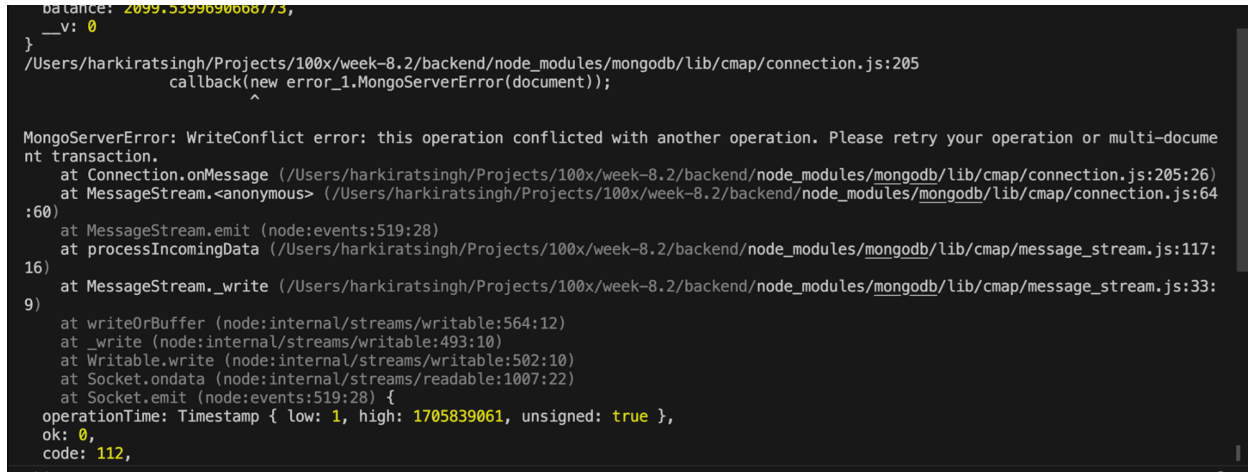 balance: 2099.5399690668773,
__v: 0
}
/Users/harkiratsingh/Projects/100x/week-8.2/backend/node_modules/mongodb/lib/cmap/connection.js:205
callback(new error_1.MongoServerError(document));
^
MongoServerError: WriteConflict error: this operation conflicted with another operation. Please retry your operation or multi-docume
nt transaction.
at Connection.onMessage (/Users/harkiratsingh/Projects/100x/week-8.2/backend/node_modules/mongodb/lib/cmap/connection.js:205:26)
at MessageStream.<anonymous> (/Users/harkiratsingh/Projects/100x/week-8.2/backend/node_modules/mongodb/lib/cmap/connection.js:64
:60)
at MessageStream.emit (node:events:519:28)
at processIncomingData (/Users/harkiratsingh/Projects/100x/week-8.2/backend/node_modules/mongodb/lib/cmap/message_stream.js:117:
16)
at MessageStream._write (/Users/harkiratsingh/Projects/100x/week-8.2/backend/node_modules/mongodb/lib/cmap/message_stream.js:33:
9)
at writeOrBuffer (node:internal/streams/writable:564:12)
at _write (node:internal/streams/writable:493:10)
at Writable.write (node:internal/streams/writable:502:10)
at Socket.ondata (node:internal/streams/readable:1007:22)
at Socket.emit (node:events:519:28) {
operationTime: Timestamp { low: 1, high: 1705839061, unsigned: true },
ok: 0,
code: 112,